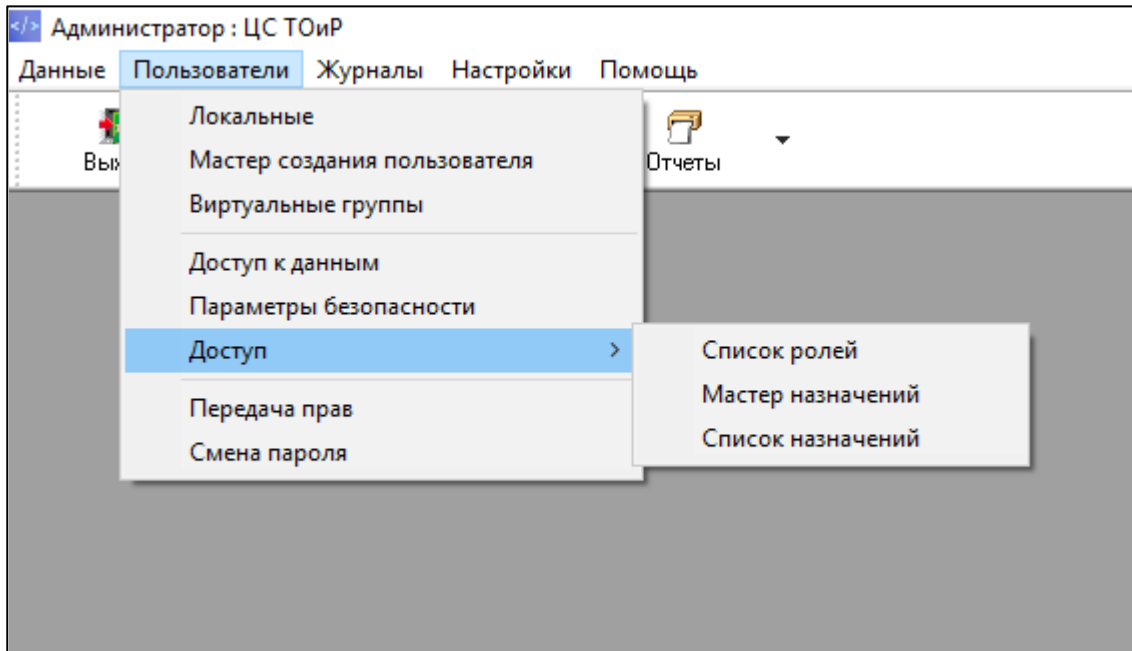 </> Администратор : ЦС ТОиР
Данные Пользователи Журналы Настройки Помощь
Локальные
Отчеты
Мастер создания пользователя
Виртуальные группы
Доступ к данным
Параметры безопасности
Доступ
Список ролей
Мастер назначений
Список назначений
Передача прав
Смена пароля